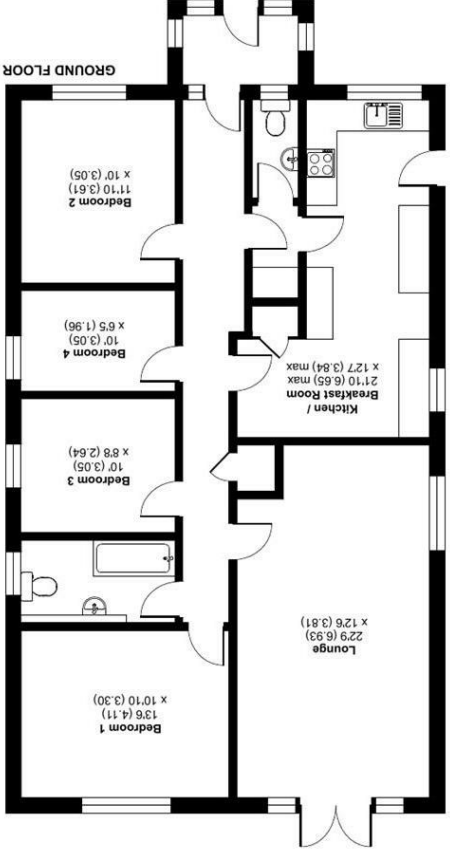 Bedroom 1
13'6 (4.11)
x 10'10 (3.30)
Lounge
22'9 (6.93)
x 12'6 (3.81)
Bedroom 3
10' (3.05)
x 8'8 (2.64)
Kitchen /
Breakfast Room
21'10 (6.65) max
x 12'7 (3.84) max
Bedroom 4
10' (3.05)
x 6'5 (1.96)
Bedroom 2
11'10 (3.61)
x 10' (3.05)
GROUND FLOOR